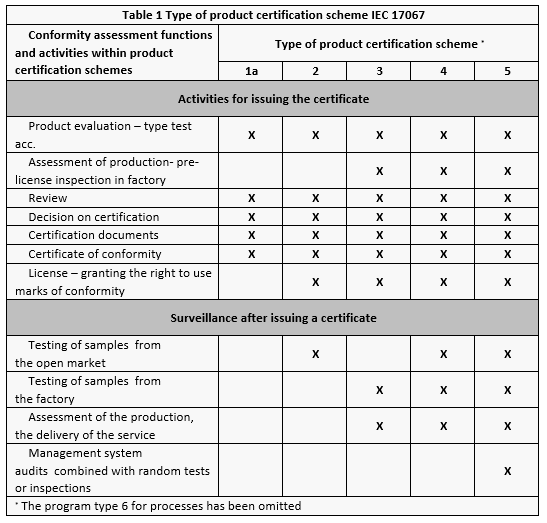 Table 1 Type of product certification scheme IEC 17067
Conformity assessment functions
and activities within product
certification schemes
Type of product certification scheme *
1a 2 3 4 5
Activities for issuing the certificate
Product evaluation – type test
acc.
X X X X X
Assessment of production- pre-
license inspection in factory
X X X
Review X X X X X
Decision on certification X X X X X
Certification documents X X X X X
Certificate of conformity X X X X X
License – granting the right to use
marks of conformity
X X X X
Surveillance after issuing a certificate
Testing of samples from
the open market
X X X
Testing of samples from
the factory
X X X
Assessment of the production,
the delivery of the service
X X X
Management system
audits combined with random tests
or inspections
X
* The program type 6 for processes has been omitted